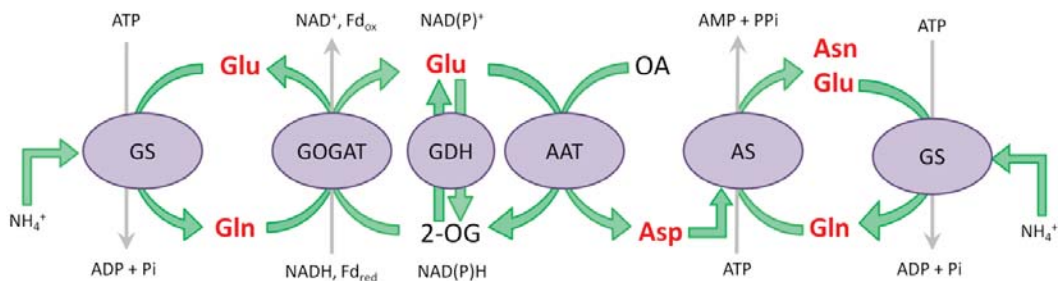 ATP
NAD⁺, Fdox
NAD(P)⁺
AMP + PPi
ATP
Glu
Glu
OA
Asn
Glu
GS
GOGAT
GDH
AAT
AS
GS
NH₄⁺
Gln
2-OG
Asp
Gln
NH₄⁺
ADP + Pi
NADH, Fdred
NAD(P)H
ATP
ADP + Pi